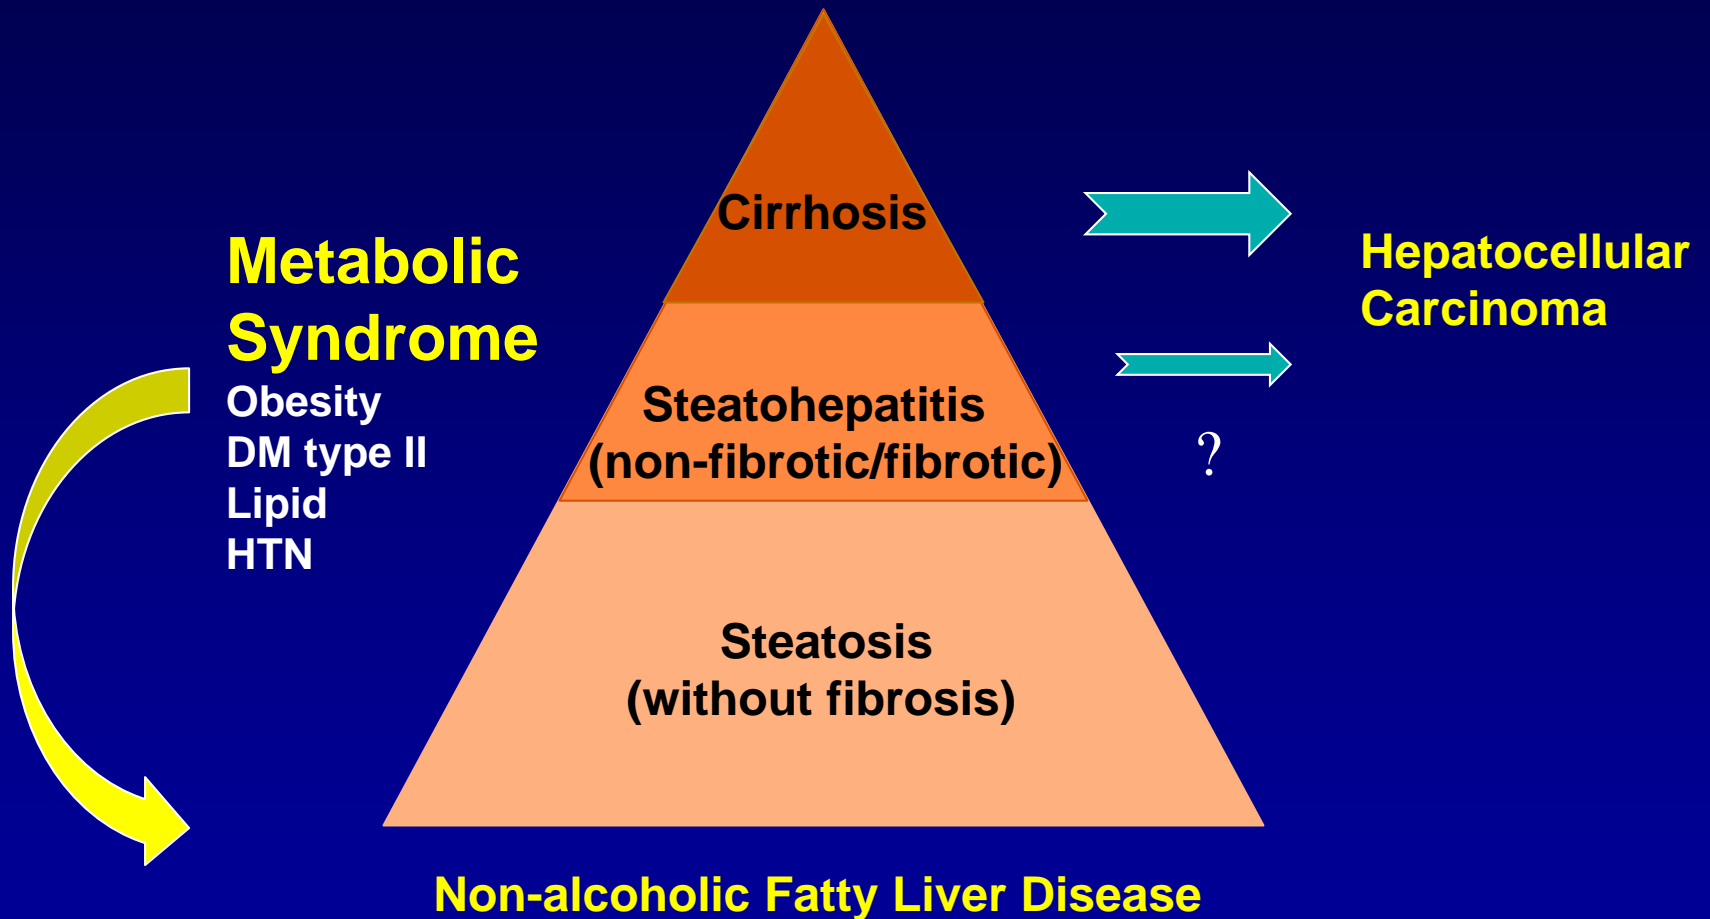 Cirrhosis
Metabolic
Syndrome
Obesity
DM type II
Lipid
HTN
Hepatocellular
Carcinoma
Steatohepatitis
(non-fibrotic/fibrotic)
?
Steatosis
(without fibrosis)
Non-alcoholic Fatty Liver Disease